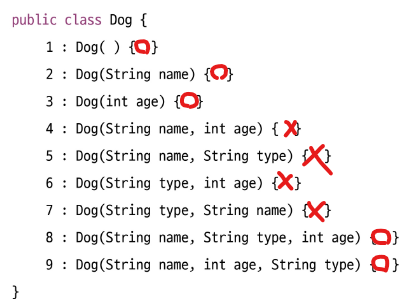 public class Dog {
1 : Dog( ) {O}
2 : Dog(String name) {O}
3 : Dog(int age) {O}
4 : Dog(String name, int age) { X}
5 : Dog(String name, String type) {X}
6 : Dog(String type, int age) {X}
7 : Dog(String type, String name) {X}
8 : Dog(String name, String type, int age) {O}
9 : Dog(String name, int age, String type) {O}
}